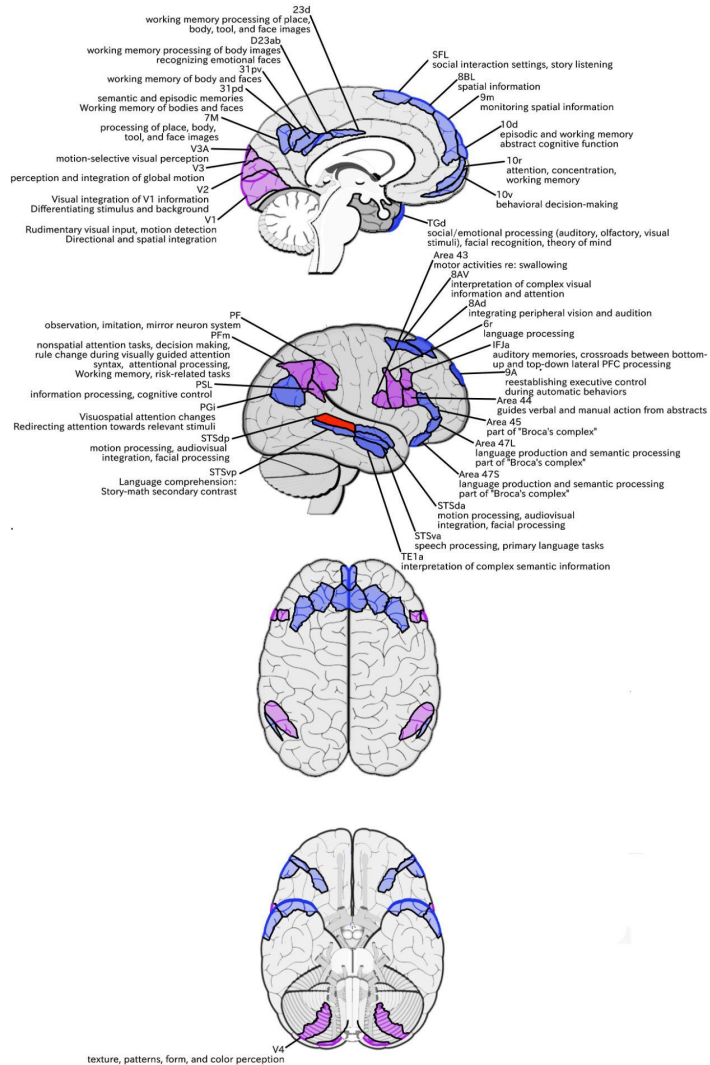 23d
working memory processing of place,
body, tool, and face images
D23ab
working memory processing of body images
recognizing emotional faces
31pv
working memory of body and faces
31pd
semantic and episodic memories
Working memory of bodies and faces
7M
processing of place, body,
tool, and face images
V3A
motion-selective visual perception
V3
perception and integration of global motion
V2
Visual integration of V1 information
Differentiating stimulus and background
V1
Rudimentary visual input, motion detection
Directional and spatial integration
SFL
social interaction settings, story listening
8BL
spatial information
9m
monitoring spatial information
10d
episodic and working memory
abstract cognitive function
10r
attention, concentration,
working memory
10v
behavioral decision-making
TGd
social/emotional processing (auditory, olfactory, visual
stimuli), facial recognition, theory of mind
Area 43
motor activities re: swallowing
8AV
interpretation of complex visual
information and attention
8Ad
integrating peripheral vision and audition
6r
language processing
IFJa
auditory memories, crossroads between bottom-
up and top-down lateral PFC processing
9A
reestablishing executive control
during automatic behaviors
Area 44
guides verbal and manual action from abstracts
Area 45
part of "Broca's complex"
Area 47L
language production and semantic processing
part of "Broca's complex"
Area 47S
language production and semantic processing
part of "Broca's complex"
STSda
motion processing, audiovisual
integration, facial processing
STSva
speech processing, primary language tasks
TE1a
interpretation of complex semantic information
PF
observation, imitation, mirror neuron system
PFm
nonspatial attention tasks, decision making,
rule change during visually guided attention
syntax, attentional processing,
Working memory, risk-related tasks
PSL
information processing, cognitive control
PGi
Visuospatial attention changes
Redirecting attention towards relevant stimuli
STSdp
motion processing, audiovisual
integration, facial processing
STSvp
Language comprehension:
Story-math secondary contrast
V4
texture, patterns, form, and color perception